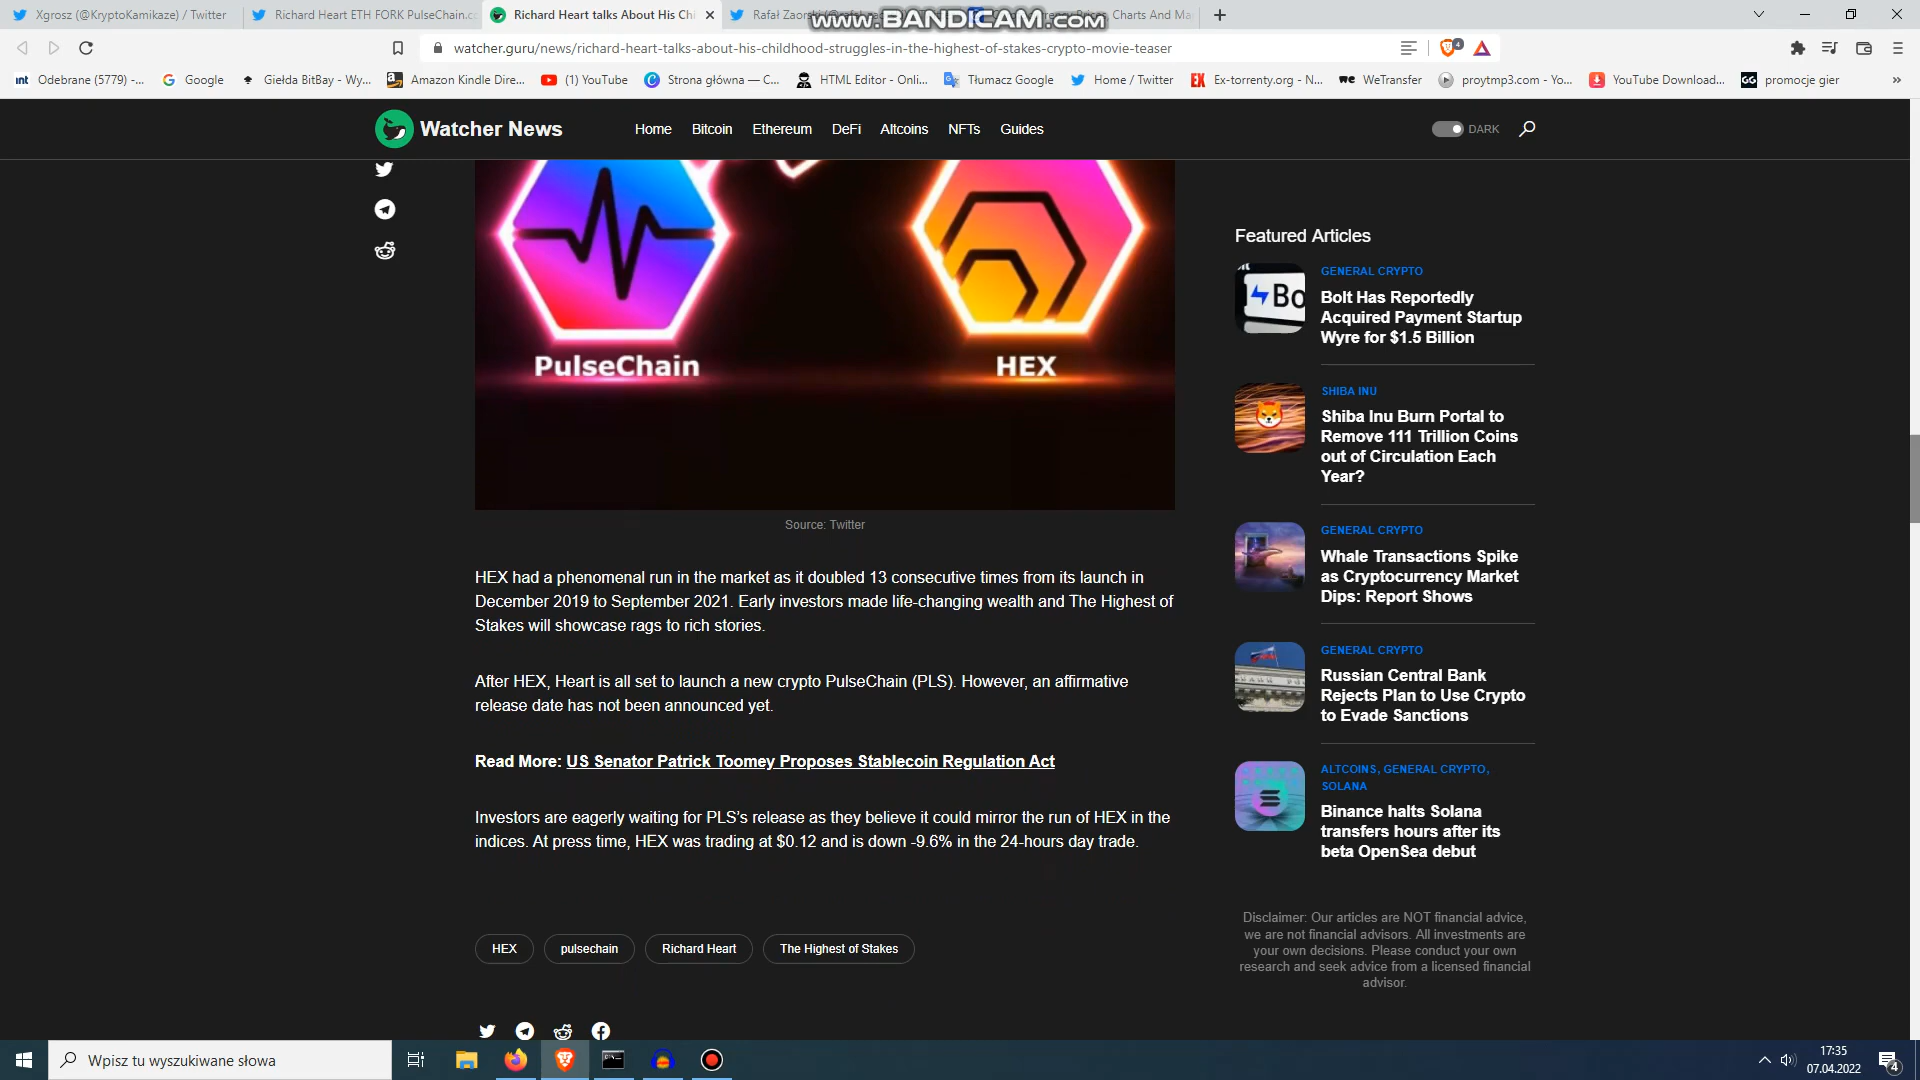 Xgrosz (@KryptoKamikaze) / Twitter
Richard Heart ETH FORK PulseChain.c
Richard Heart talks About His Chi
Rafał Zaorski
Charts And Ma
www.BANDICAM.com
watcher.guru/news/richard-heart-talks-about-his-childhood-struggles-in-the-highest-of-stakes-crypto-movie-teaser
4
int Odebrane (5779) -...
Google
Giełda BitBay - Wy...
Amazon Kindle Dire...
(1) YouTube
Strona główna — C...
HTML Editor - Onli...
Tłumacz Google
Home / Twitter
EX Ex-torrenty.org - N...
we WeTransfer
proytmp3.com - Yo...
YouTube Download...
GG promocje gier
»
Watcher News
Home
Bitcoin
Ethereum
DeFi
Altcoins
NFTs
Guides
DARK
PulseChain
HEX
Source: Twitter
HEX had a phenomenal run in the market as it doubled 13 consecutive times from its launch in
December 2019 to September 2021. Early investors made life-changing wealth and The Highest of
Stakes will showcase rags to rich stories.
After HEX, Heart is all set to launch a new crypto PulseChain (PLS). However, an affirmative
release date has not been announced yet.
Read More: US Senator Patrick Toomey Proposes Stablecoin Regulation Act
Investors are eagerly waiting for PLS’s release as they believe it could mirror the run of HEX in the
indices. At press time, HEX was trading at $0.12 and is down -9.6% in the 24-hours day trade.
HEX
pulsechain
Richard Heart
The Highest of Stakes
Featured Articles
Bo
GENERAL CRYPTO
Bolt Has Reportedly
Acquired Payment Startup
Wyre for $1.5 Billion
SHIBA INU
Shiba Inu Burn Portal to
Remove 111 Trillion Coins
out of Circulation Each
Year?
GENERAL CRYPTO
Whale Transactions Spike
as Cryptocurrency Market
Dips: Report Shows
GENERAL CRYPTO
Russian Central Bank
Rejects Plan to Use Crypto
to Evade Sanctions
ALTCOINS, GENERAL CRYPTO,
SOLANA
Binance halts Solana
transfers hours after its
beta OpenSea debut
Disclaimer: Our articles are NOT financial advice,
we are not financial advisors. All investments are
your own decisions. Please conduct your own
research and seek advice from a licensed financial
advisor.
Wpisz tu wyszukiwane słowa
17:35
07.04.2022
4